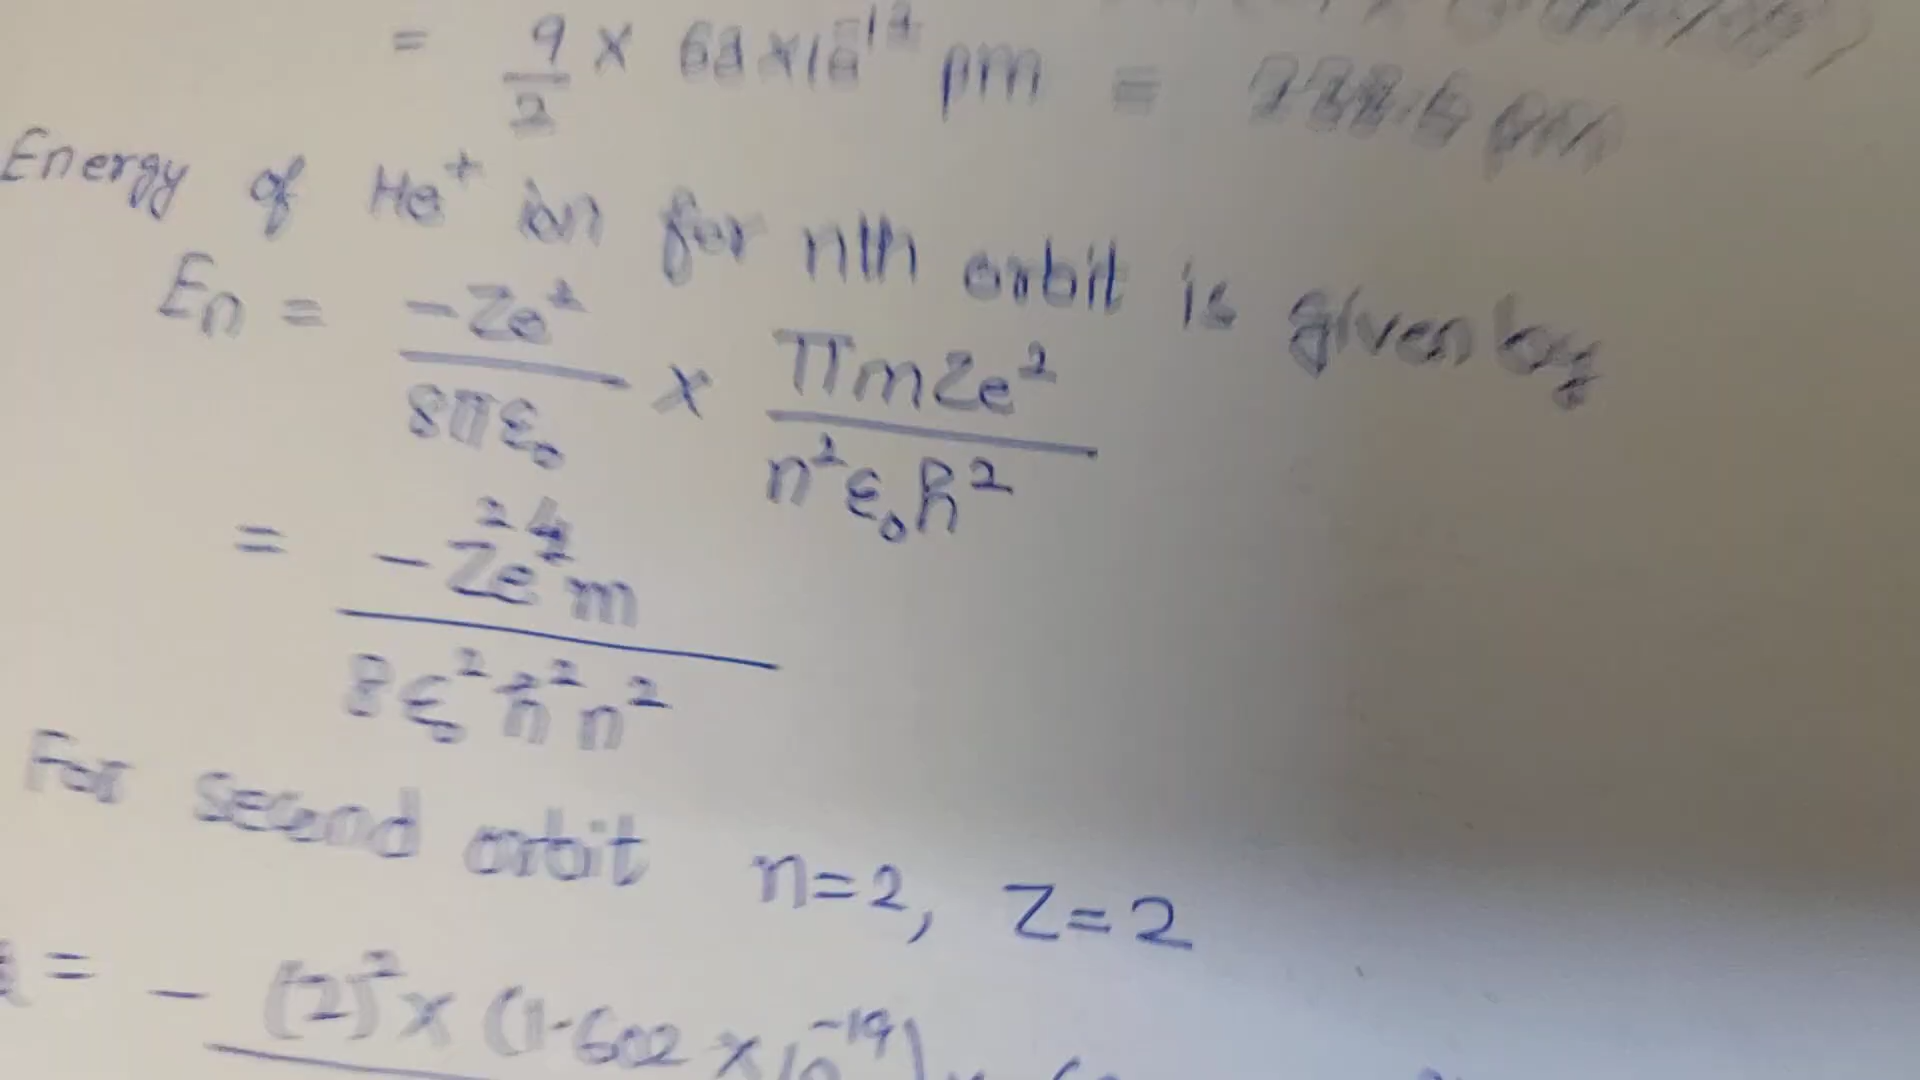 = 9/2 × 10⁻¹² pm = pm
Energy of He⁺ ion for nth orbit is given by
Eₙ = -Ze²/8πε₀ × πmZe²/n²ε₀h²
= -Z²e⁴m/8ε₀²h²n²
For second orbit n=2, Z=2
= - (2)² × (1.602 × 10⁻¹⁹)